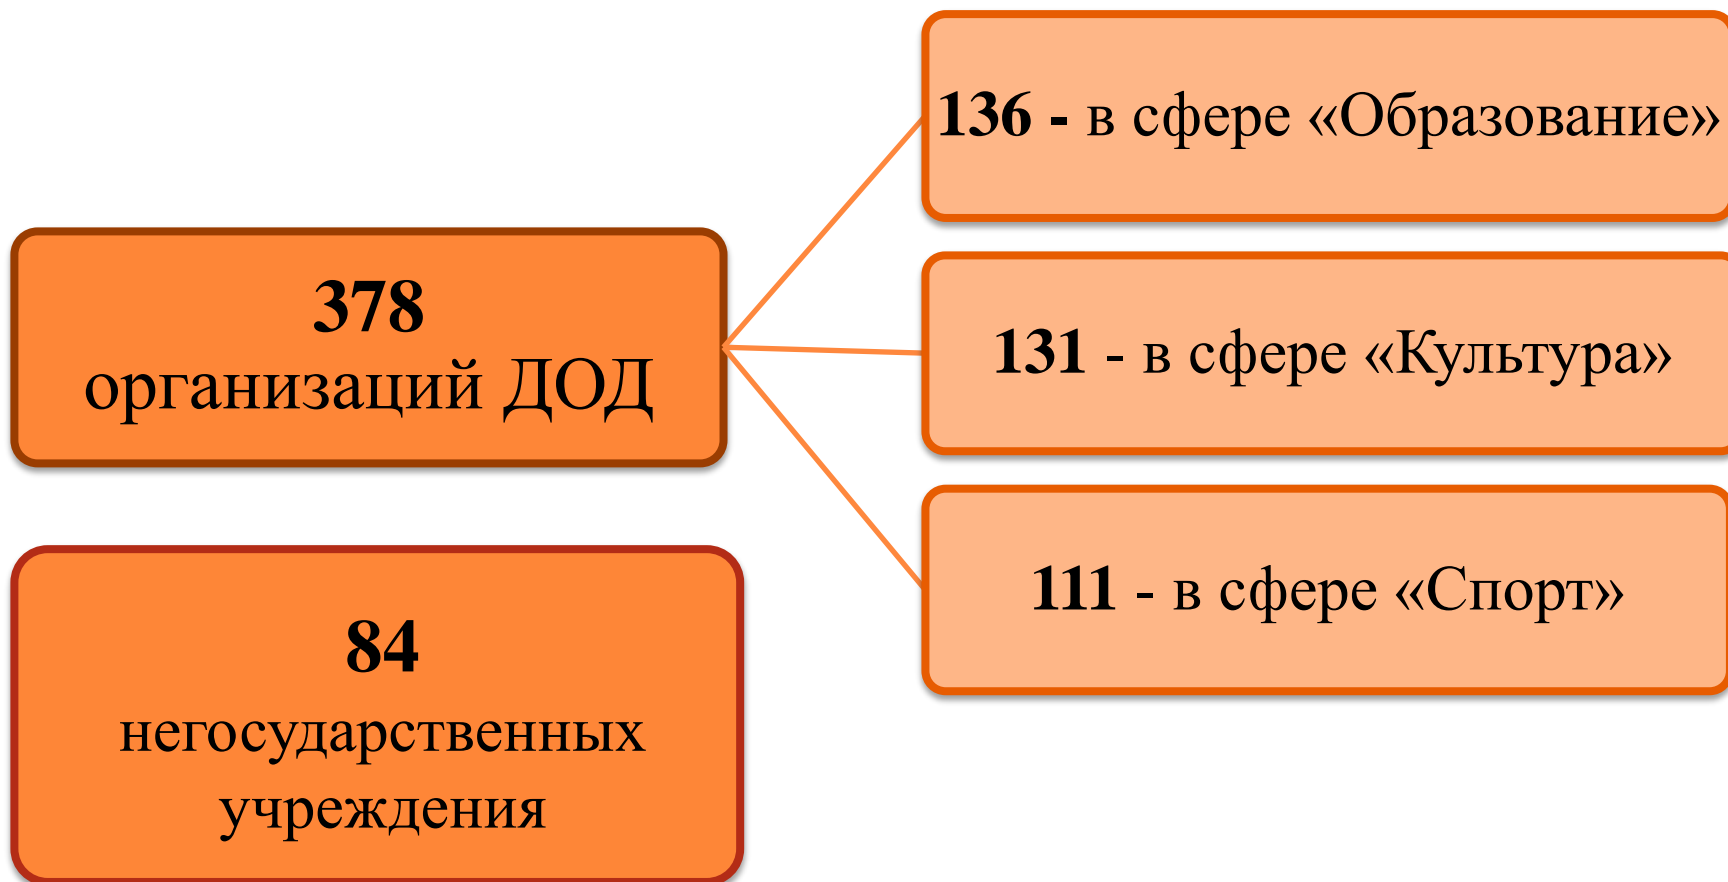 378
организаций ДОД
136 - в сфере «Образование»
131 - в сфере «Культура»
111 - в сфере «Спорт»
84
негосударственных
учреждения